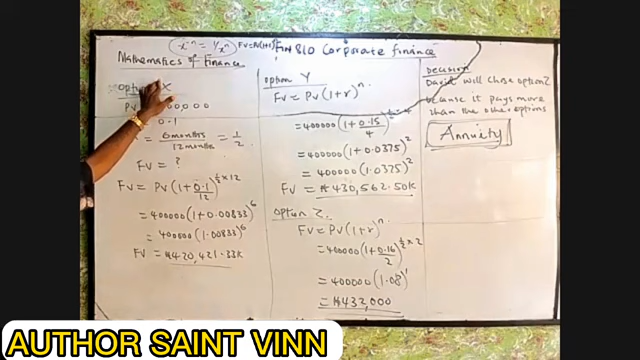 x⁻ⁿ = 1/xⁿ FV=PV(1+r)ⁿ FIN 810 Corporate finance
Mathematics of Finance
Option X
PV 00,000
0.1
= 6months/12months = 1/2
FV = ?
FV = PV(1+0.1/12)^½×12
=400000(1+0.00833)⁶
=400000(1.00833)⁶
FV = ₦420,421.33K
Option Y
FV = PV(1+r)ⁿ.
=400000(1+0.15/4)
=400000(1+0.0375)²
=400000(1.0375)²
FV = ₦430,562.50K
Option Z.
FV = PV(1+r)ⁿ.
=400000(1+0.16/2)^½×2
=400000(1.08)¹
=₦432,000
Decision
David will chose optionZ
because it pays more
than the other options
Annuity
AUTHOR SAINT VINN